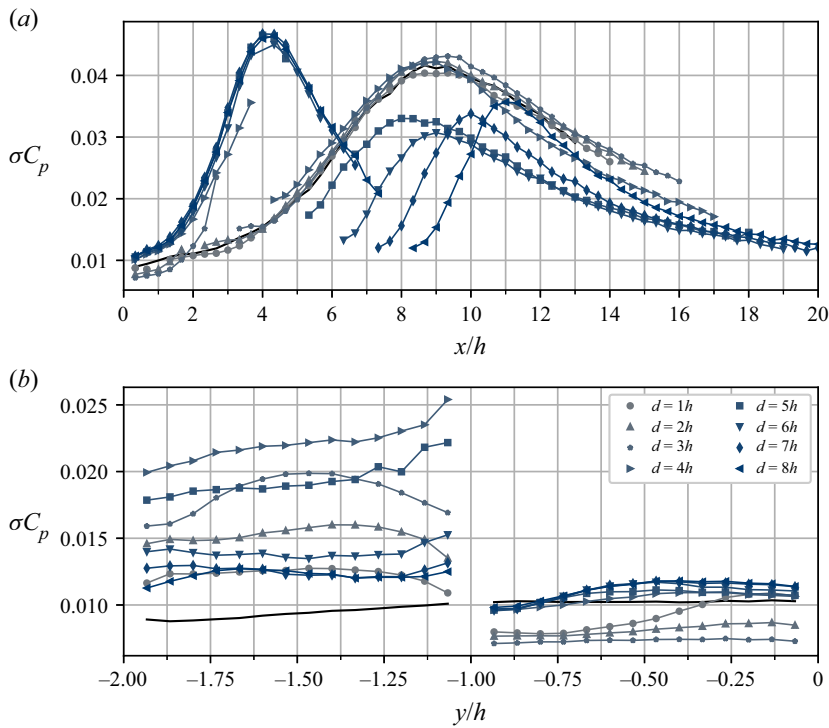 (a)
0.04
0.03
σC_p
0.02
0.01
0 2 4 6 8 10 12 14 16 18 20
x/h
(b)
0.025
d = 1h d = 5h
d = 2h d = 6h
d = 3h d = 7h
d = 4h d = 8h
0.020
σC_p
0.015
0.010
−2.00 −1.75 −1.50 −1.25 −1.00 −0.75 −0.50 −0.25 0
y/h